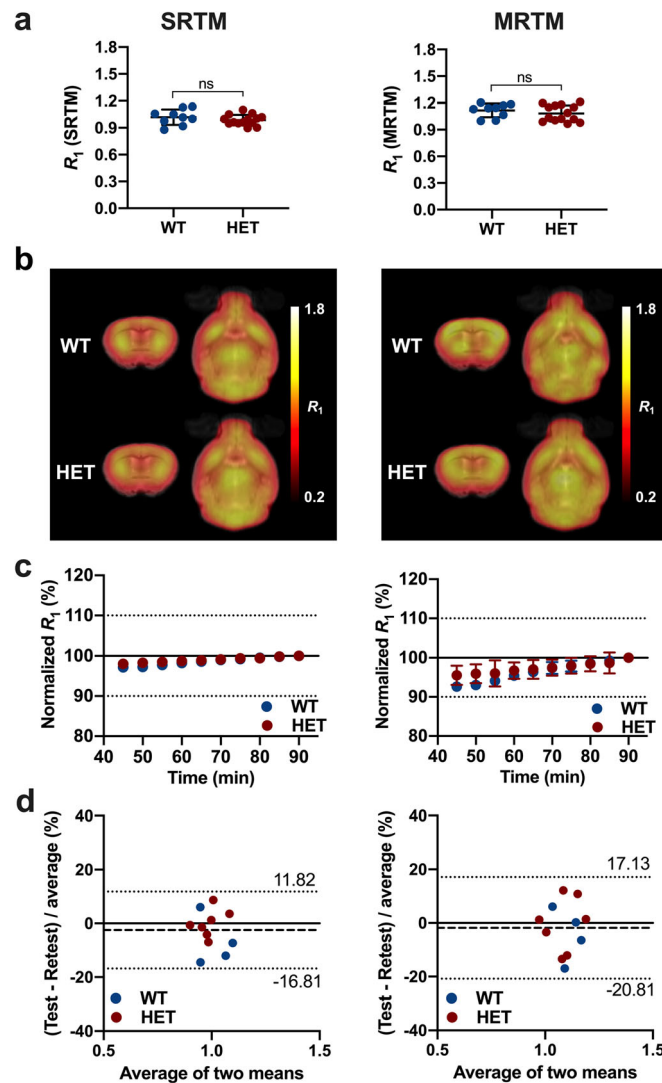 a
SRTM
MRTM
R1 (SRTM)
1.8
1.5
1.2
0.9
0.6
0.3
0.0
ns
WT
HET
R1 (MRTM)
1.8
1.5
1.2
0.9
0.6
0.3
0.0
ns
WT
HET
b
WT
HET
1.8
R1
0.2
WT
HET
1.8
R1
0.2
c
Normalized R1 (%)
120
110
100
90
80
WT
HET
40
50
60
70
80
90
Time (min)
Normalized R1 (%)
120
110
100
90
80
WT
HET
40
50
60
70
80
90
Time (min)
d
(Test - Retest) / average (%)
40
20
0
-20
-40
11.82
-16.81
WT
HET
0.5
1.0
1.5
Average of two means
(Test - Retest) / average (%)
40
20
0
-20
-40
17.13
-20.81
WT
HET
0.5
1.0
1.5
Average of two means